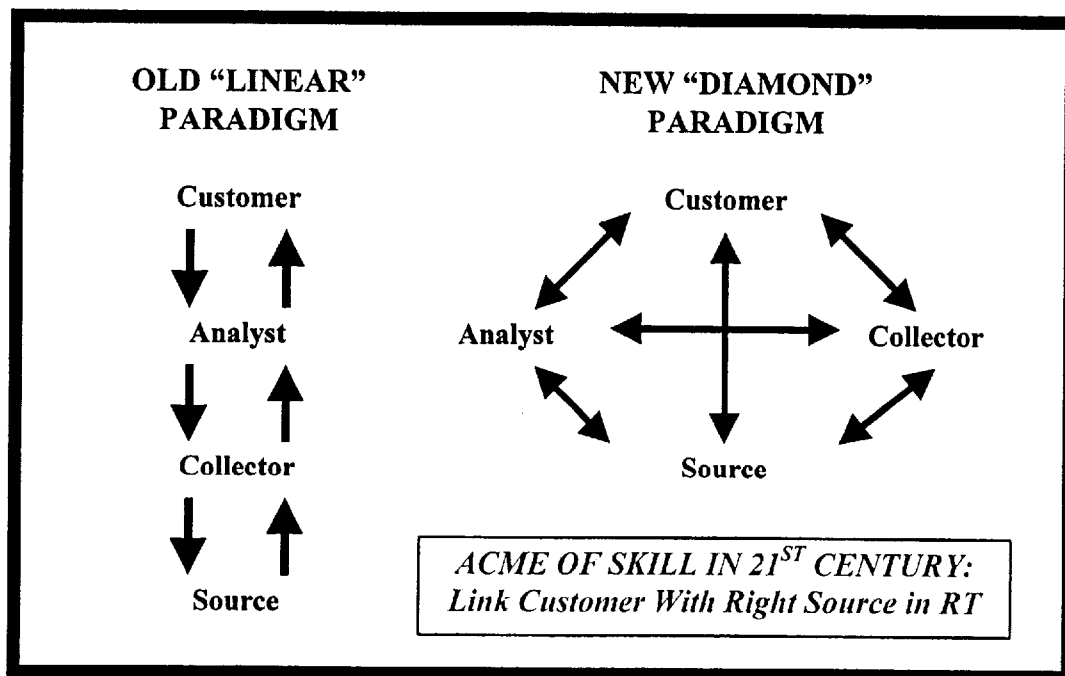 OLD “LINEAR”
PARADIGM
Customer
Analyst
Collector
Source
NEW “DIAMOND”
PARADIGM
Customer
Analyst
Collector
Source
ACME OF SKILL IN 21ST CENTURY:
Link Customer With Right Source in RT